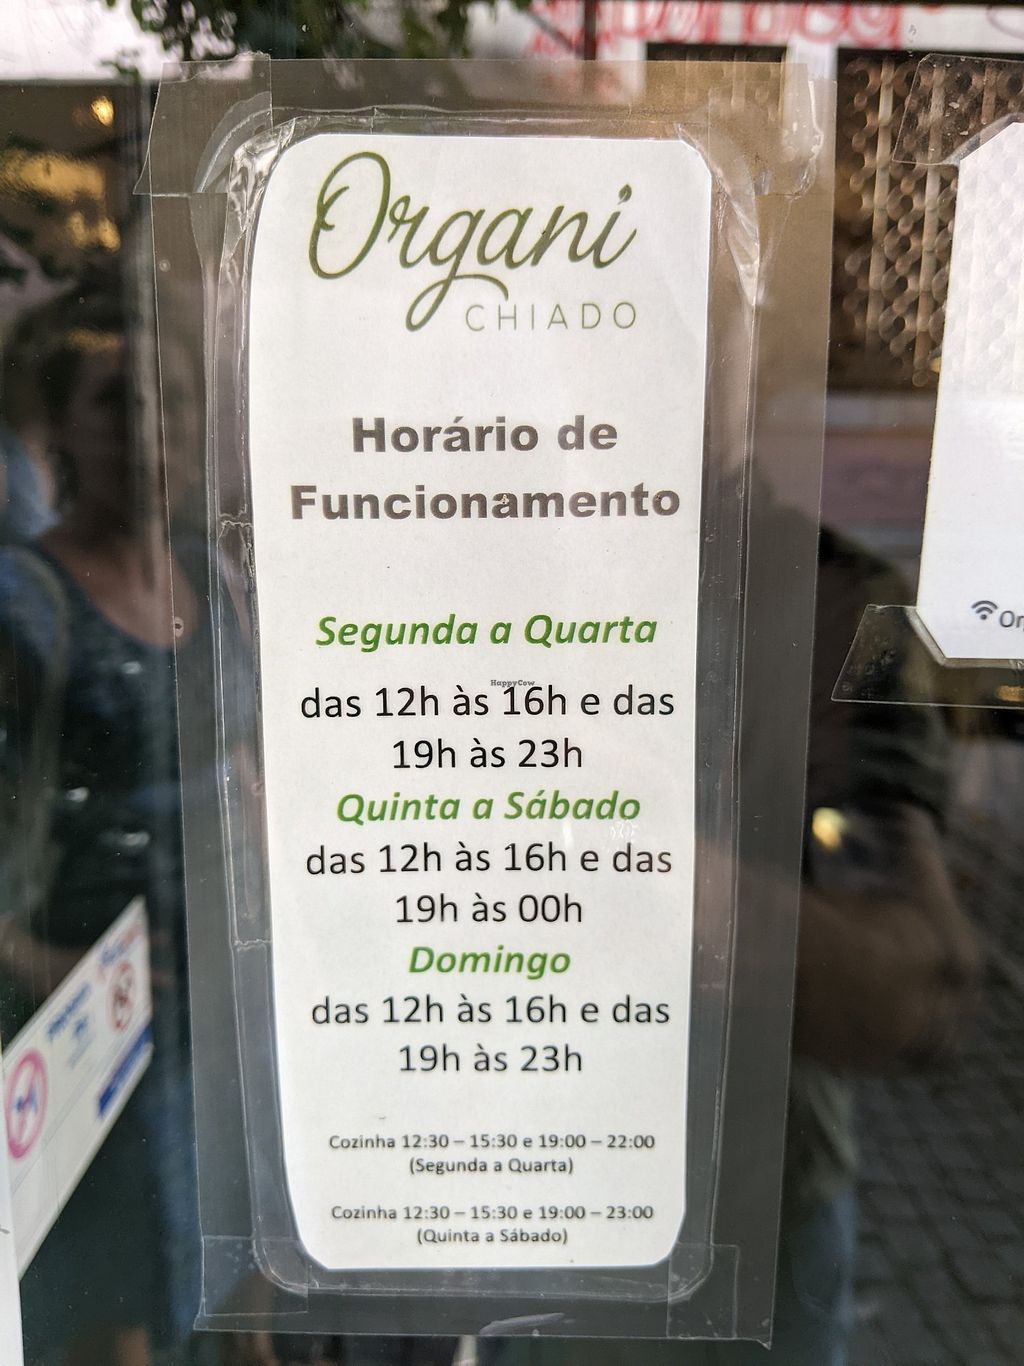 Organi
CHIADO
Horário de
Funcionamento
Segunda a Quarta
HappyCow
das 12h às 16h e das
19h às 23h
Quinta a Sábado
das 12h às 16h e das
19h às 00h
Domingo
das 12h às 16h e das
19h às 23h
Cozinha 12:30 – 15:30 e 19:00 – 22:00
(Segunda a Quarta)
Cozinha 12:30 – 15:30 e 19:00 – 23:00
(Quinta a Sábado)